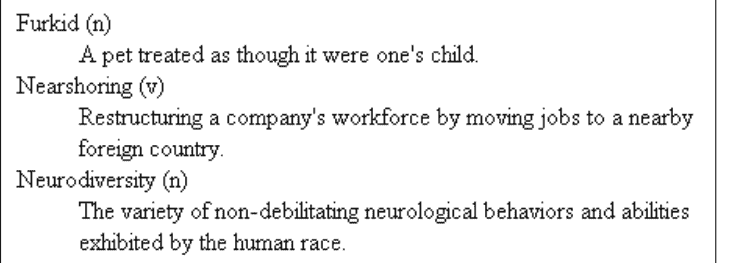 Furkid (n)
A pet treated as though it were one's child.
Nearshoring (v)
Restructuring a company's workforce by moving jobs to a nearby
foreign country.
Neurodiversity (n)
The variety of non-debilitating neurological behaviors and abilities
exhibited by the human race.